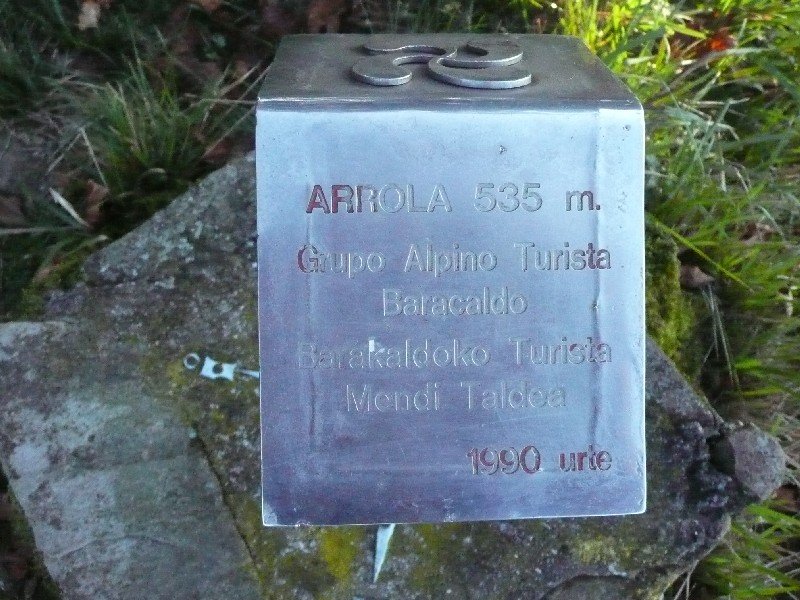 ARROLA 535 m.
Grupo Alpino Turista
Baracaldo
Barakaldoko Turista
Mendi Taldea
1990 urte